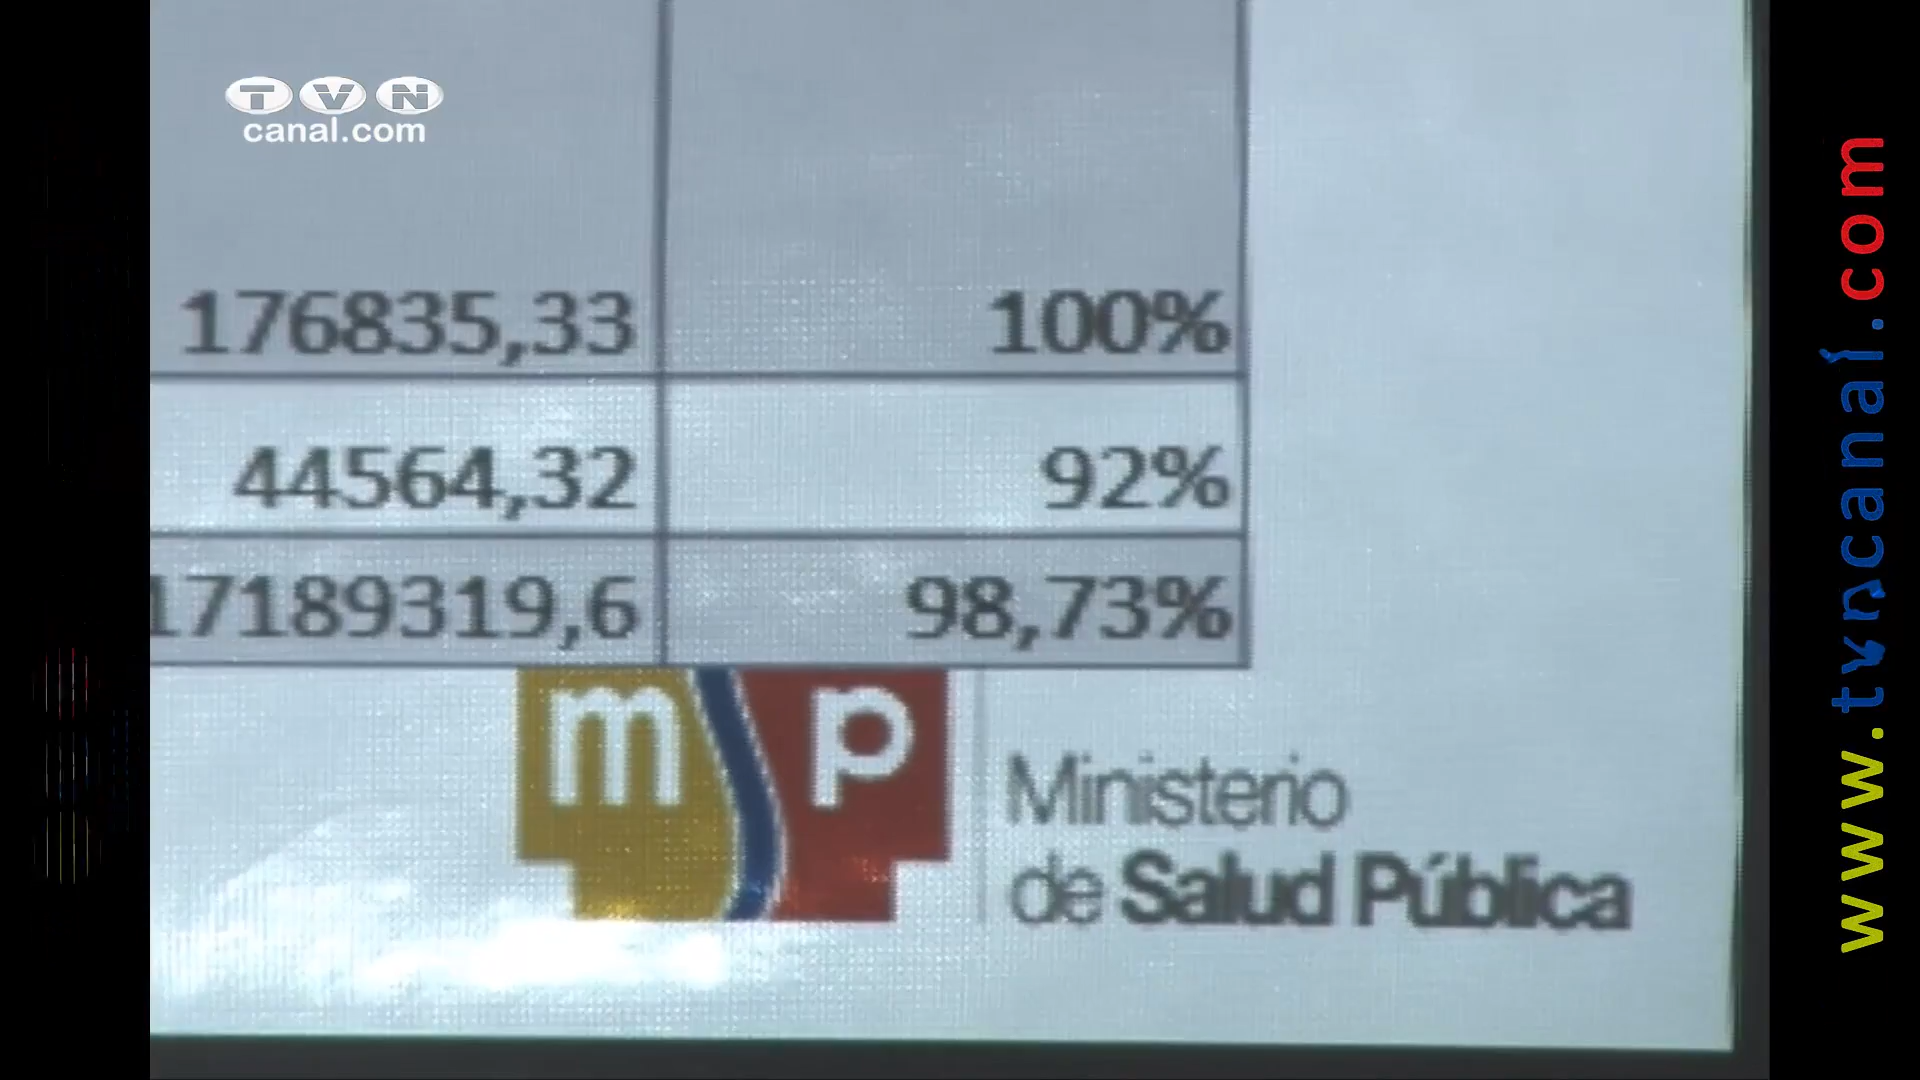 TVN
canal.com
176835,33 100%
44564,32 92%
17189319,6 98,73%
m p
Ministerio
de Salud Pública
www.tvncanal.com